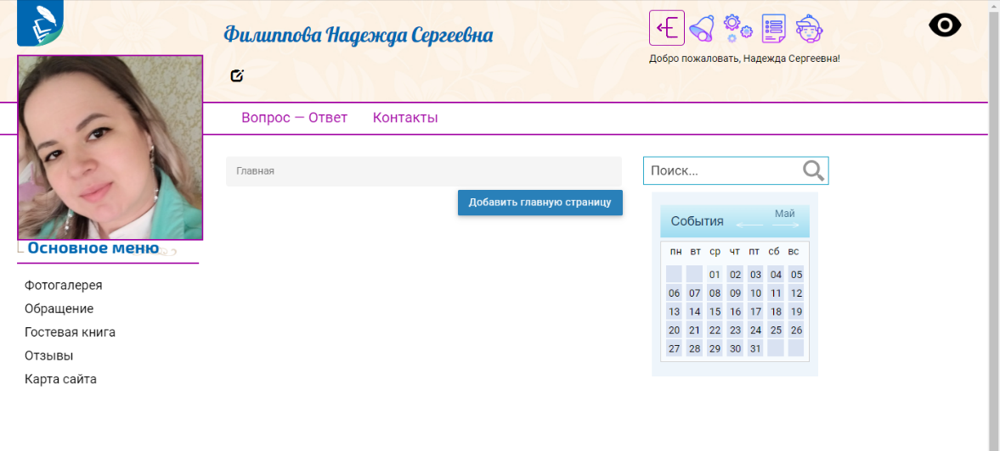 Филиппова Надежда Сергеевна
Добро пожаловать, Надежда Сергеевна!
Вопрос — Ответ Контакты
Главная
Поиск...
Добавить главную страницу
События Май
Основное меню
Фотогалерея
Обращение
Гостевая книга
Отзывы
Карта сайта
пн вт ср чт пт сб вс
01 02 03 04 05
06 07 08 09 10 11 12
13 14 15 16 17 18 19
20 21 22 23 24 25 26
27 28 29 30 31